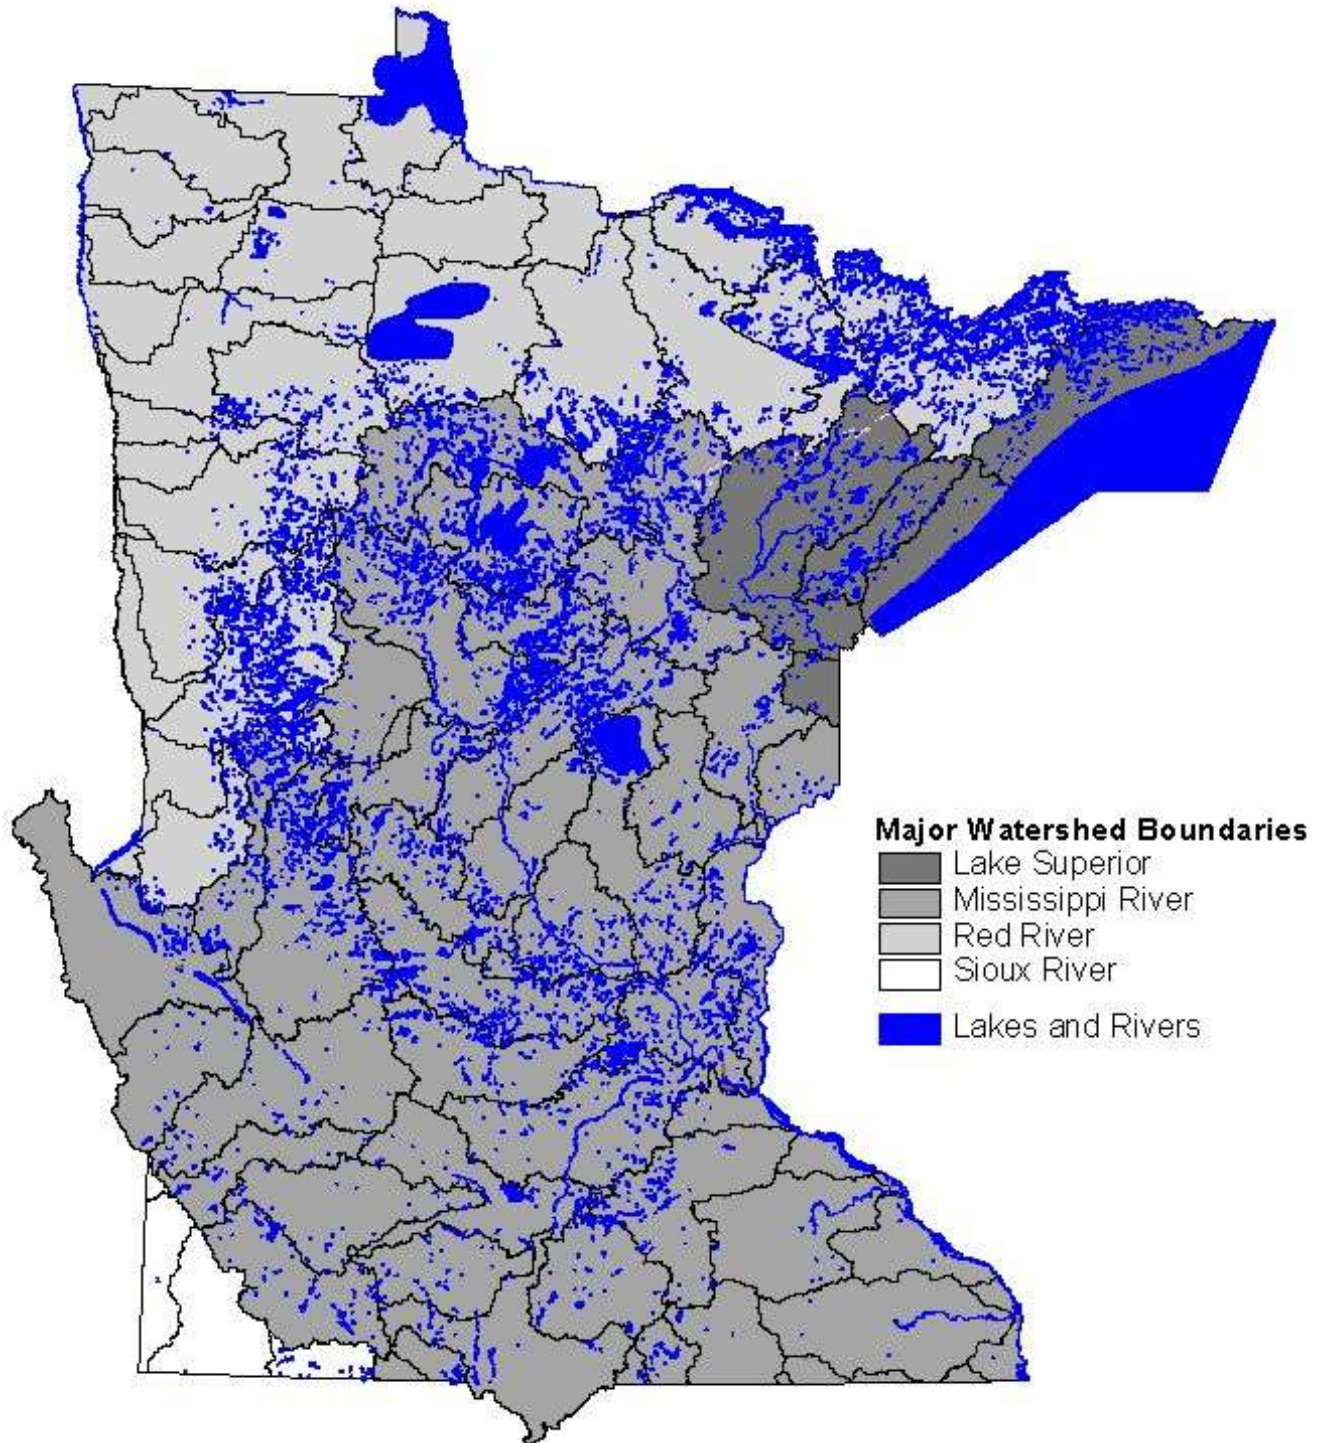 Major Watershed Boundaries
Lake Superior
Mississippi River
Red River
Sioux River
Lakes and Rivers